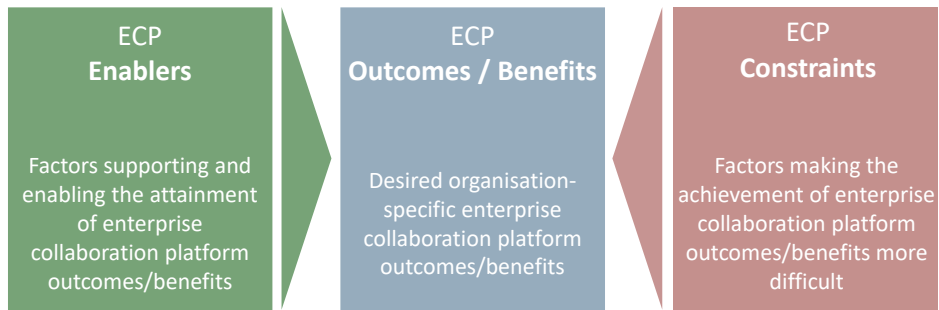 ECP
Enablers
Factors supporting and
enabling the attainment
of enterprise
collaboration platform
outcomes/benefits
ECP
Outcomes / Benefits
Desired organisation-
specific enterprise
collaboration platform
outcomes/benefits
ECP
Constraints
Factors making the
achievement of enterprise
collaboration platform
outcomes/benefits more
difficult